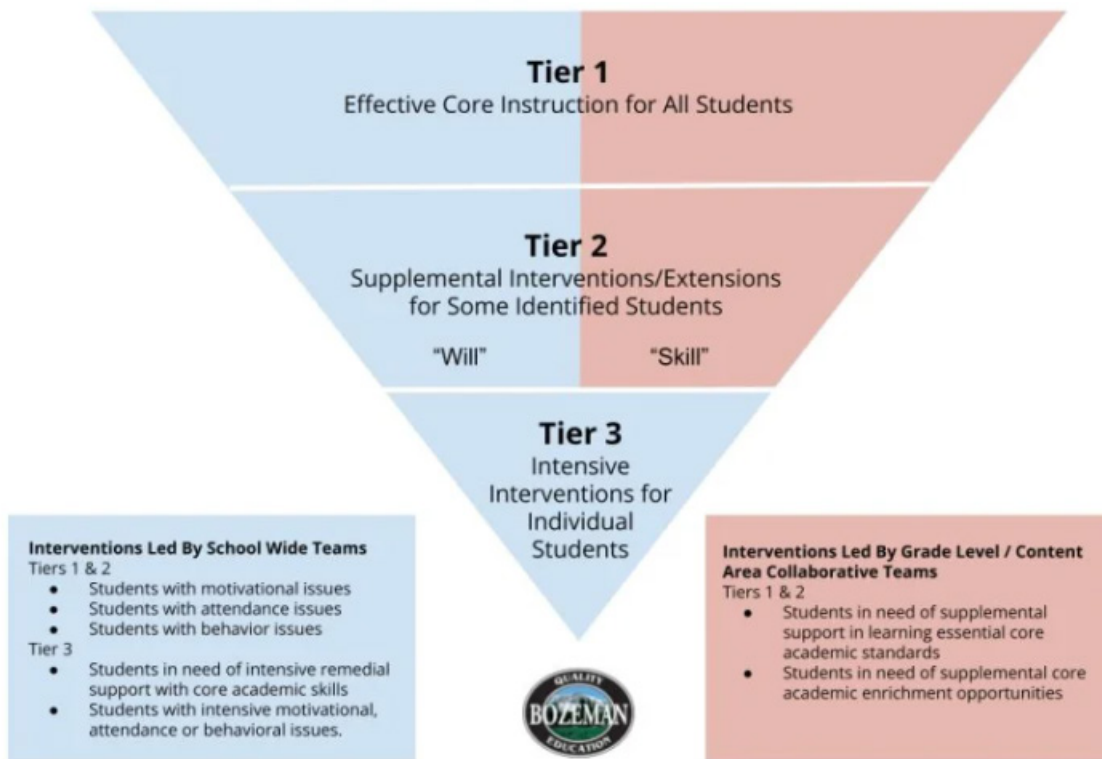 Tier 1
Effective Core Instruction for All Students
Tier 2
Supplemental Interventions/Extensions
for Some Identified Students
“Will”
“Skill”
Tier 3
Intensive
Interventions for
Individual
Students
Interventions Led By School Wide Teams
Tiers 1 & 2
● Students with motivational issues
● Students with attendance issues
● Students with behavior issues
Tier 3
● Students in need of intensive remedial
support with core academic skills
● Students with intensive motivational,
attendance or behavioral issues.
QUALITY
BOZEMAN
EDUCATION
Interventions Led By Grade Level / Content
Area Collaborative Teams
Tiers 1 & 2
● Students in need of supplemental
support in learning essential core
academic standards
● Students in need of supplemental core
academic enrichment opportunities